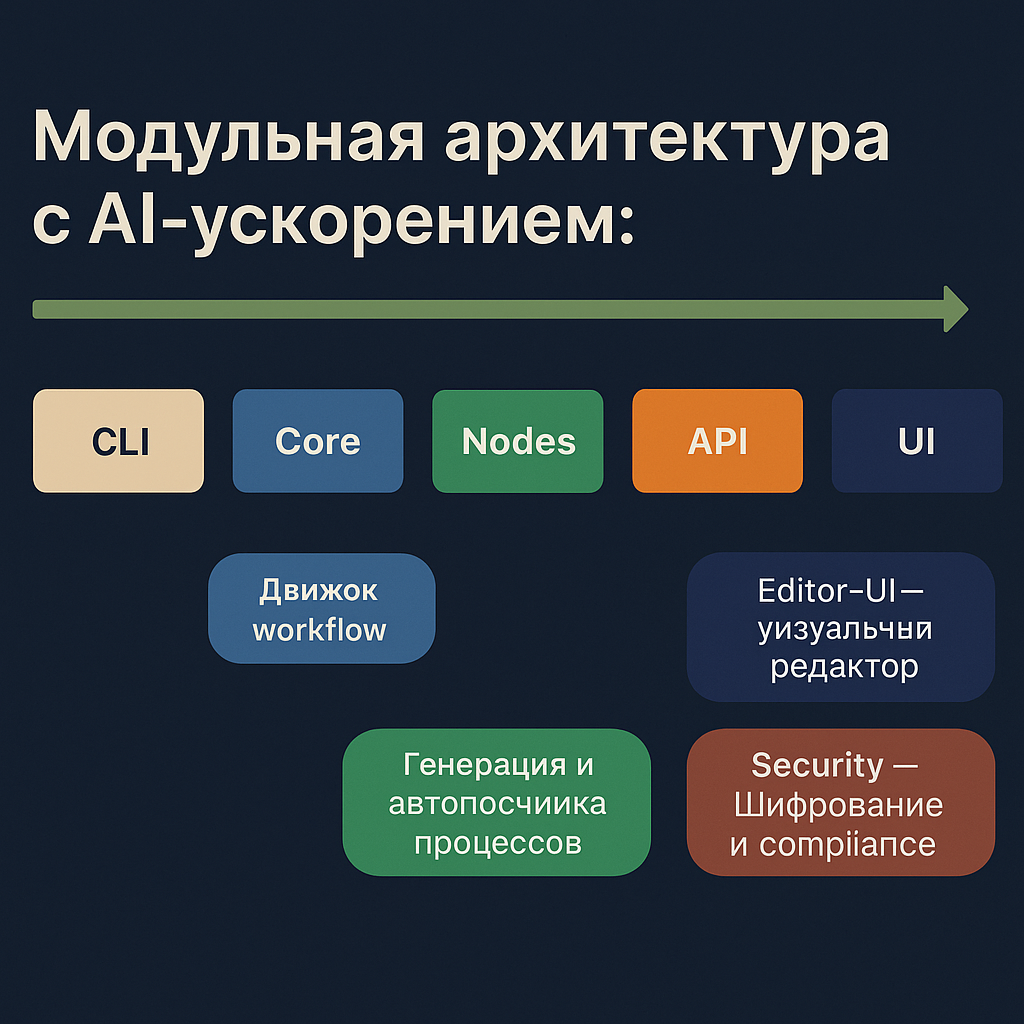 Модульная архитектура
с AI-ускорением:
CLI
Core
Nodes
API
UI
Движок
workflow
Editor-UI—
уизуальчни
редактор
Генерация и
автопосчиика
процессов
Security —
Шифрование
и compliance